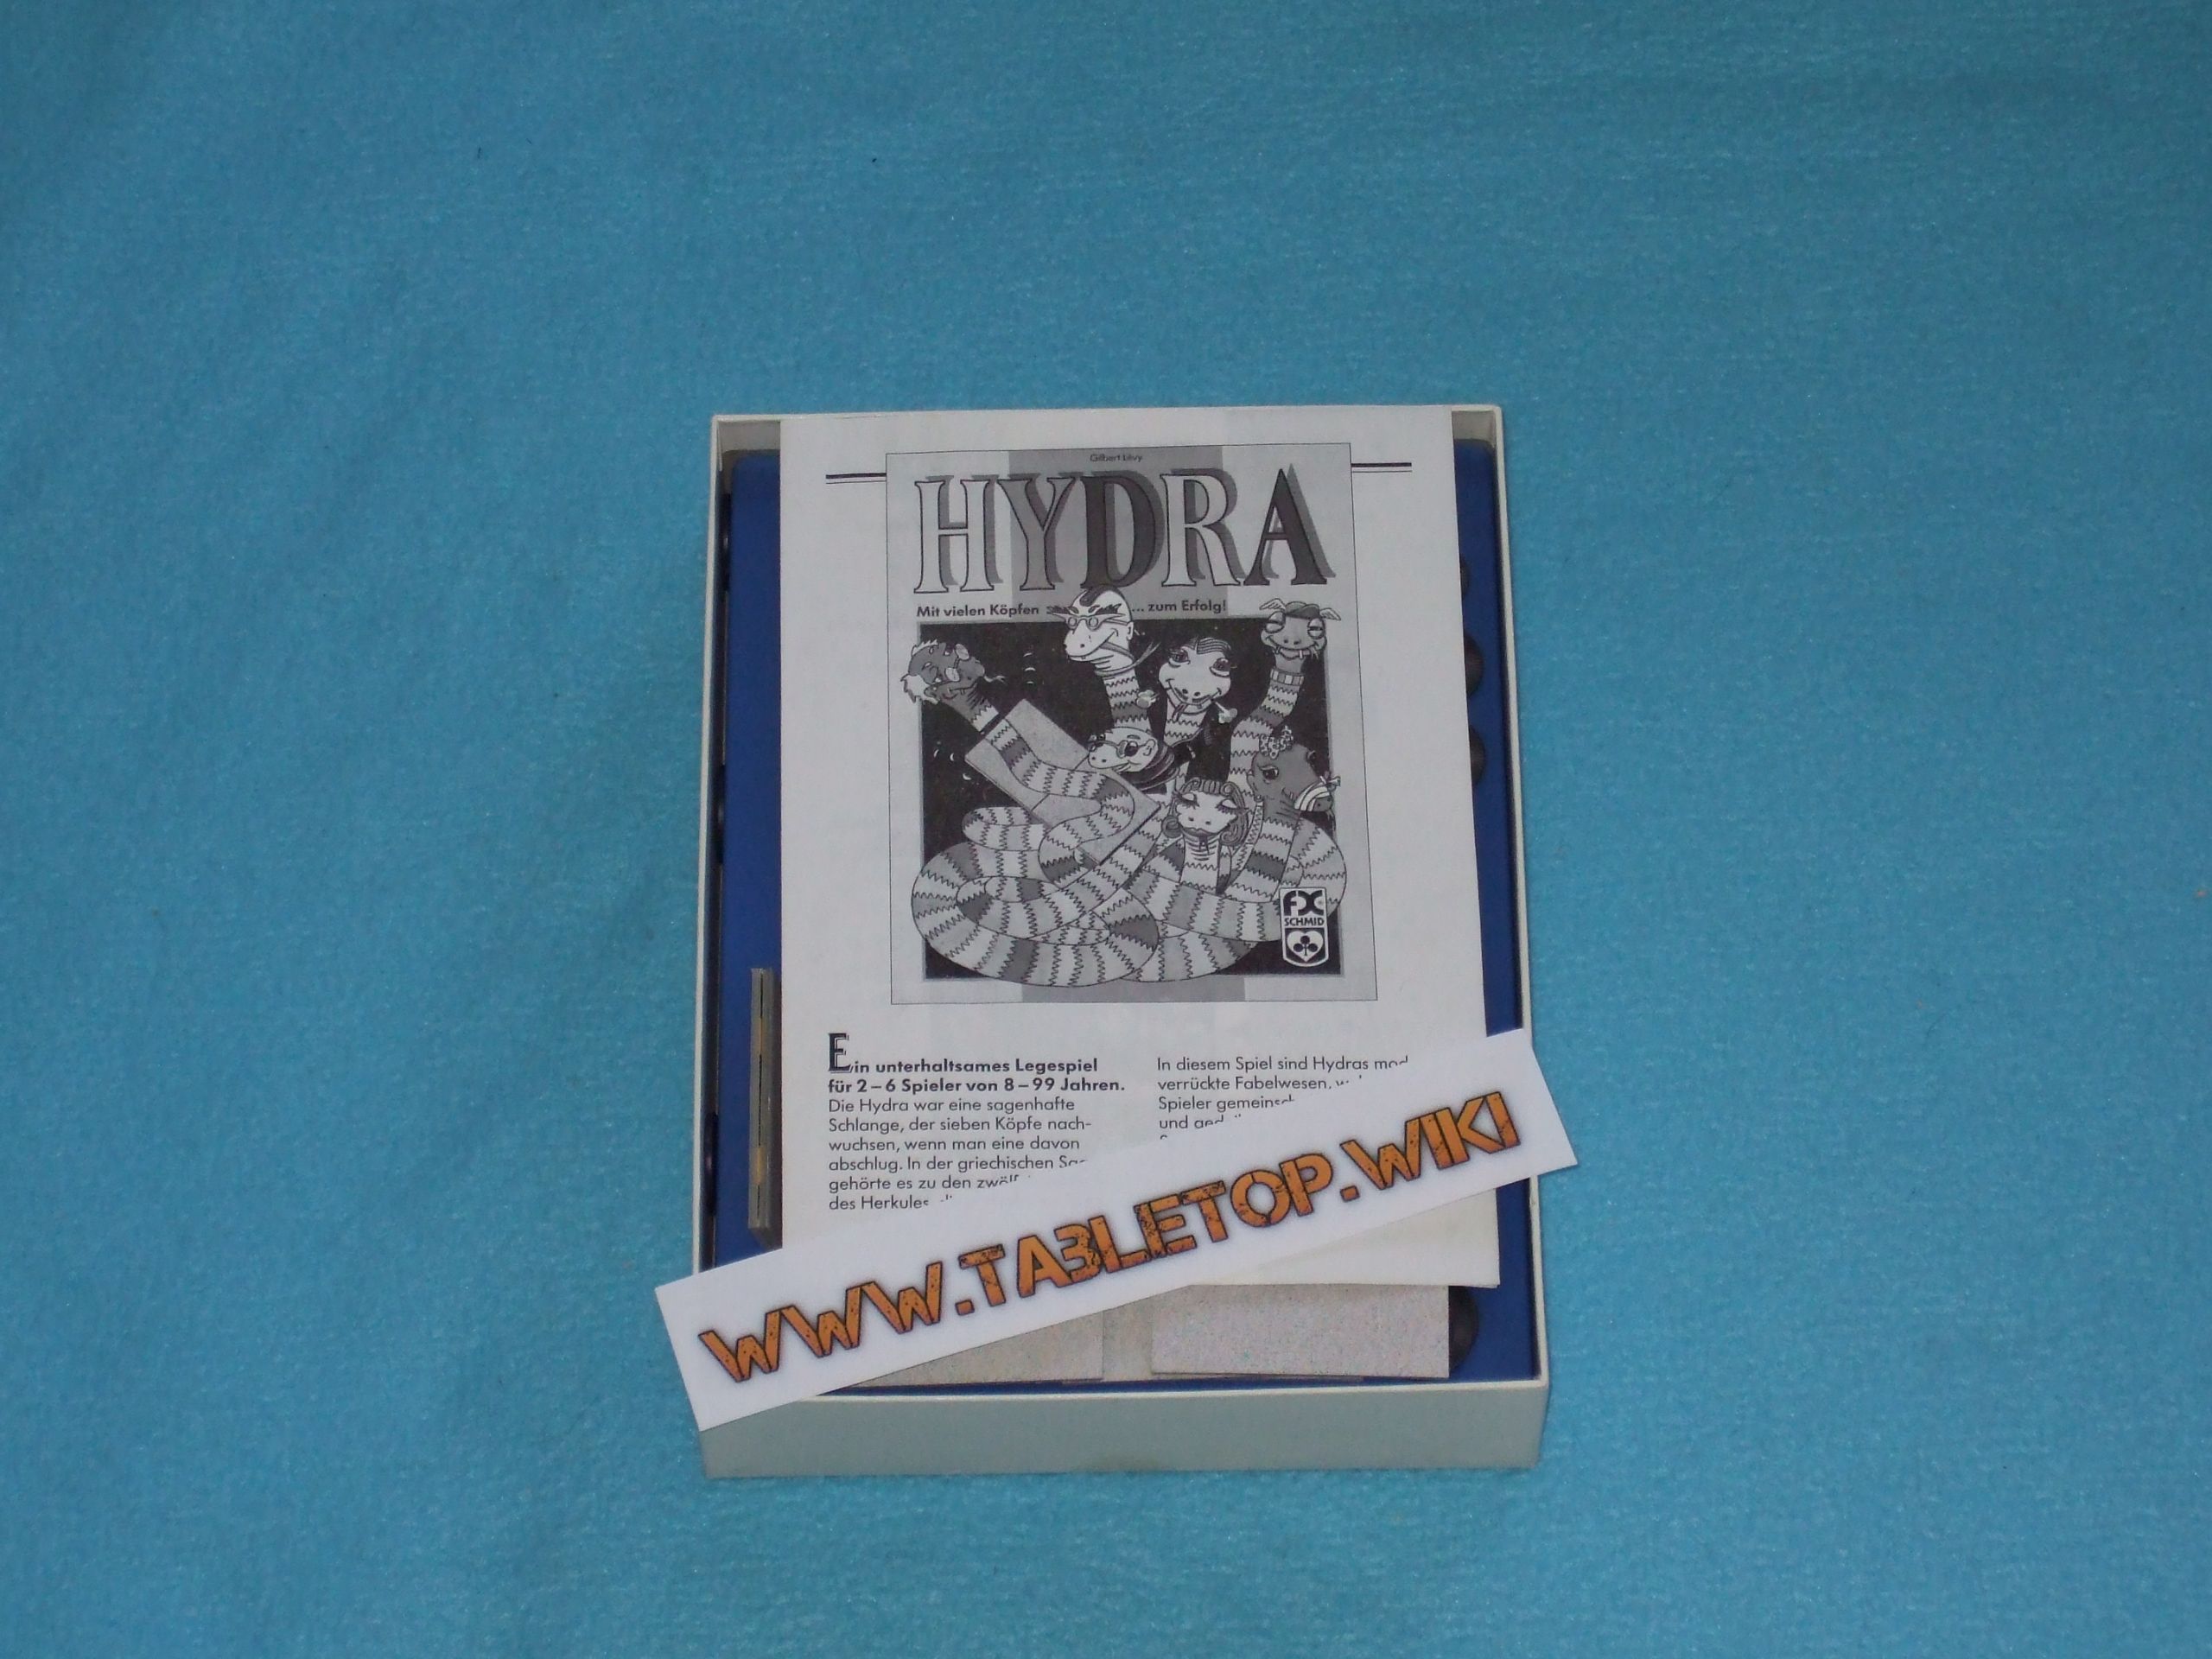 Gilbert Lévy
HYDRA
Mit vielen Köpfen ... zum Erfolg!
FX
SCHMID
Ein unterhaltsames Legespiel
für 2–6 Spieler von 8–99 Jahren.
Die Hydra war eine sagenhafte
Schlange, der sieben Köpfe nach-
wuchsen, wenn man eine davon
abschlug. In der griechischen
gehörte es zu den
des Herkules
In diesem Spiel sind Hydras
verrückte Fabelwesen,
Spieler
und
WWW.TABLETOP.WIKI